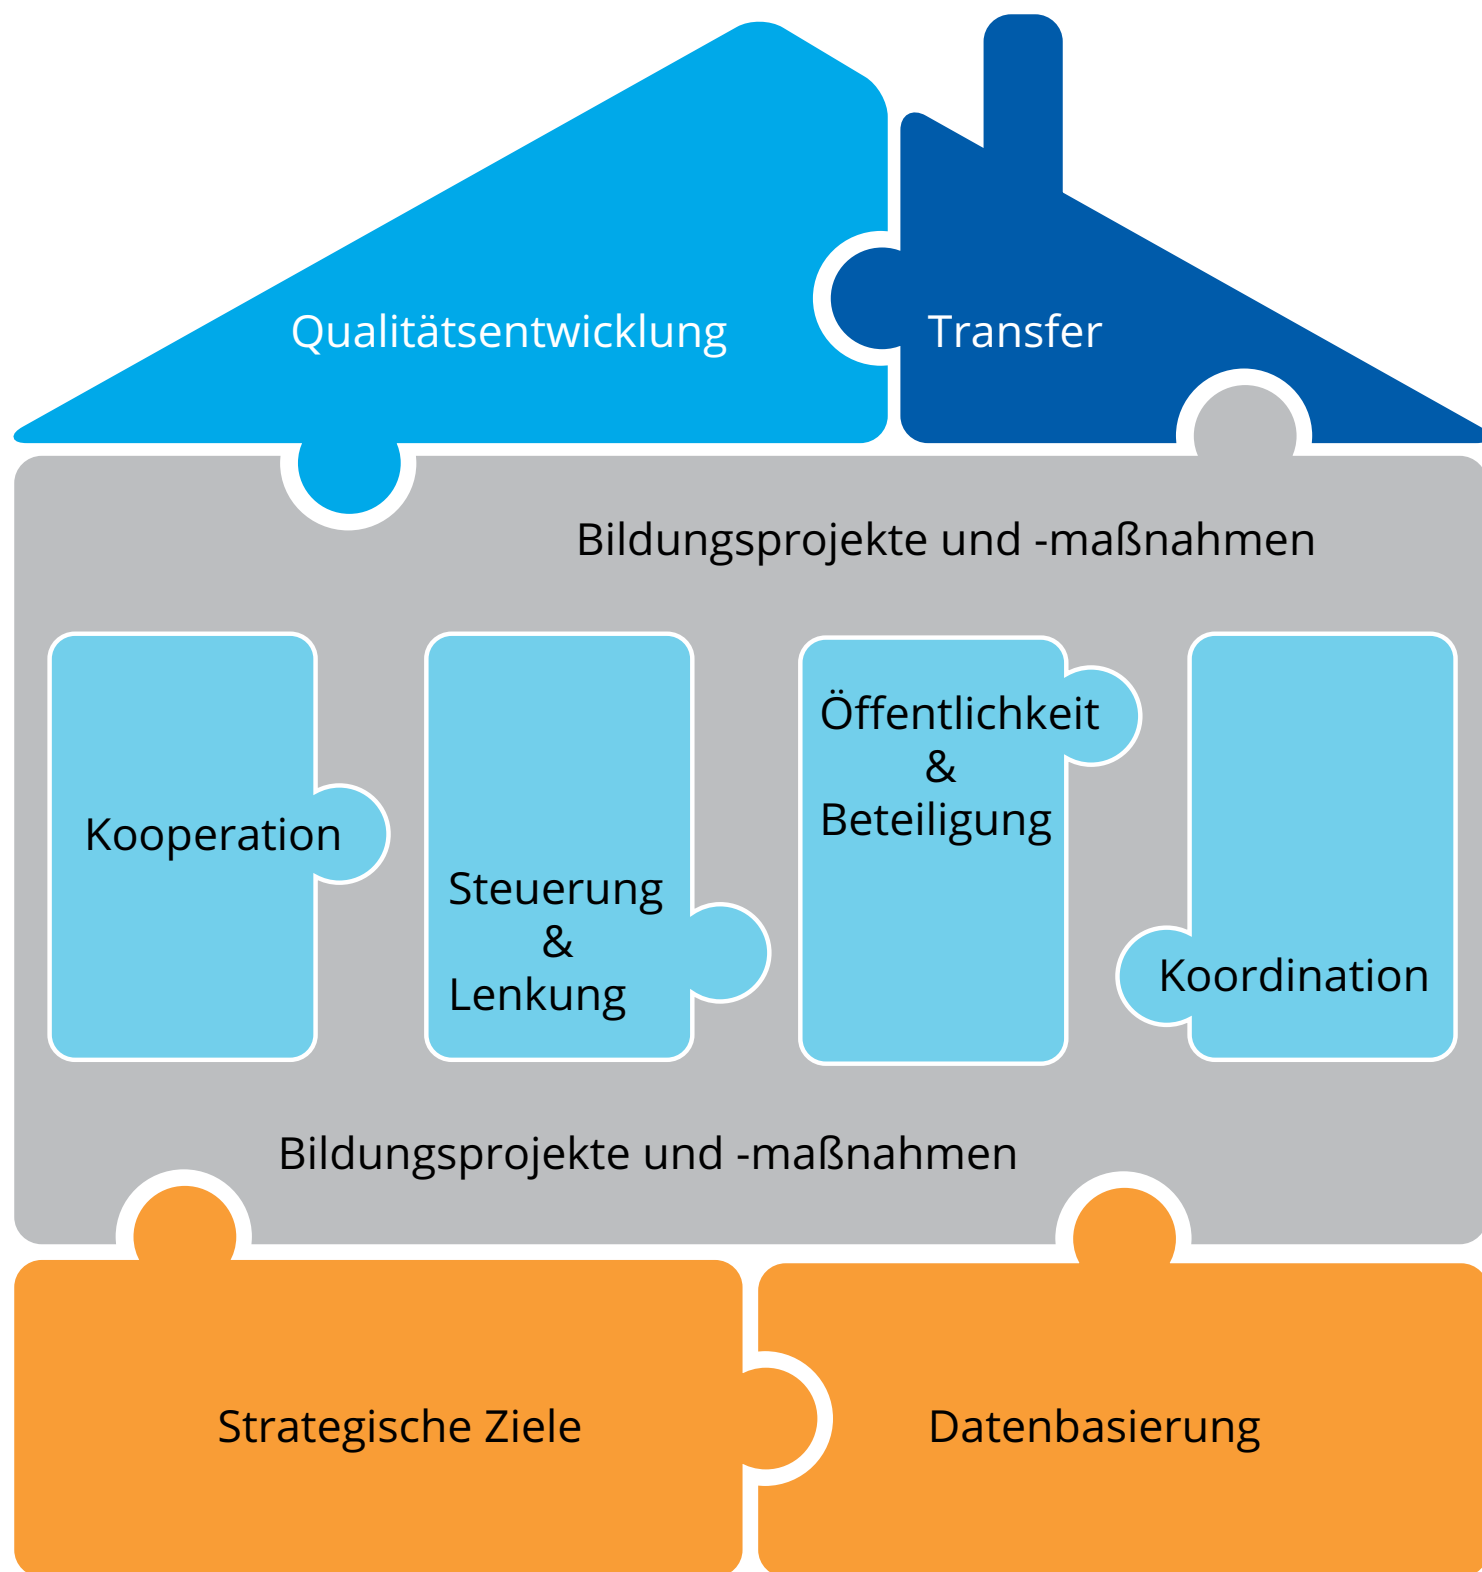 Qualitätsentwicklung
Transfer
Bildungsprojekte und -maßnahmen
Kooperation
Steuerung
&
Lenkung
Öffentlichkeit
&
Beteiligung
Koordination
Bildungsprojekte und -maßnahmen
Strategische Ziele
Datenbasierung